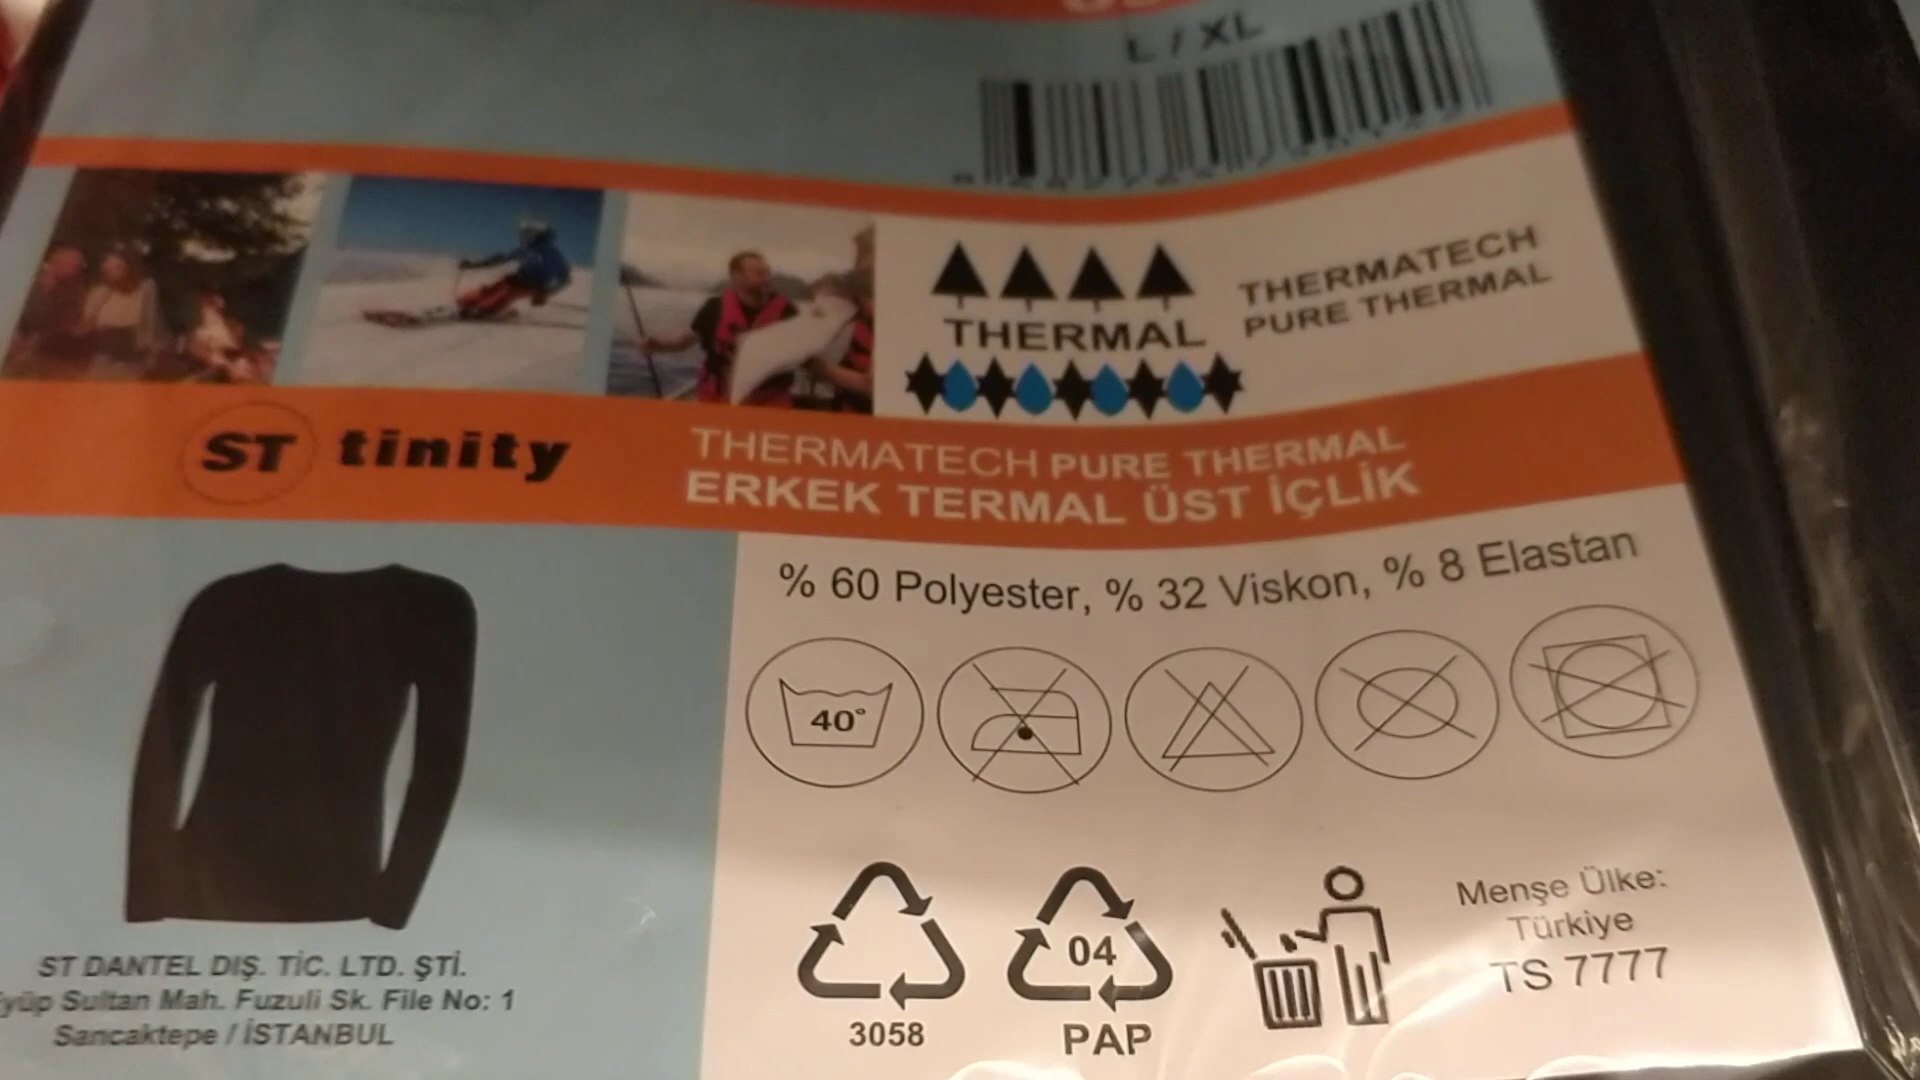 L / XL
THERMAL
THERMATECH
PURE THERMAL
ST tinity
THERMATECH PURE THERMAL
ERKEK TERMAL ÜST İÇLİK
% 60 Polyester, % 32 Viskon, % 8 Elastan
40°
ST DANTEL DIŞ. TİC. LTD. ŞTİ.
Eyüp Sultan Mah. Fuzuli Sk. File No: 1
Sancaktepe / İSTANBUL
3058
04
PAP
Menşe Ülke:
Türkiye
TS 7777